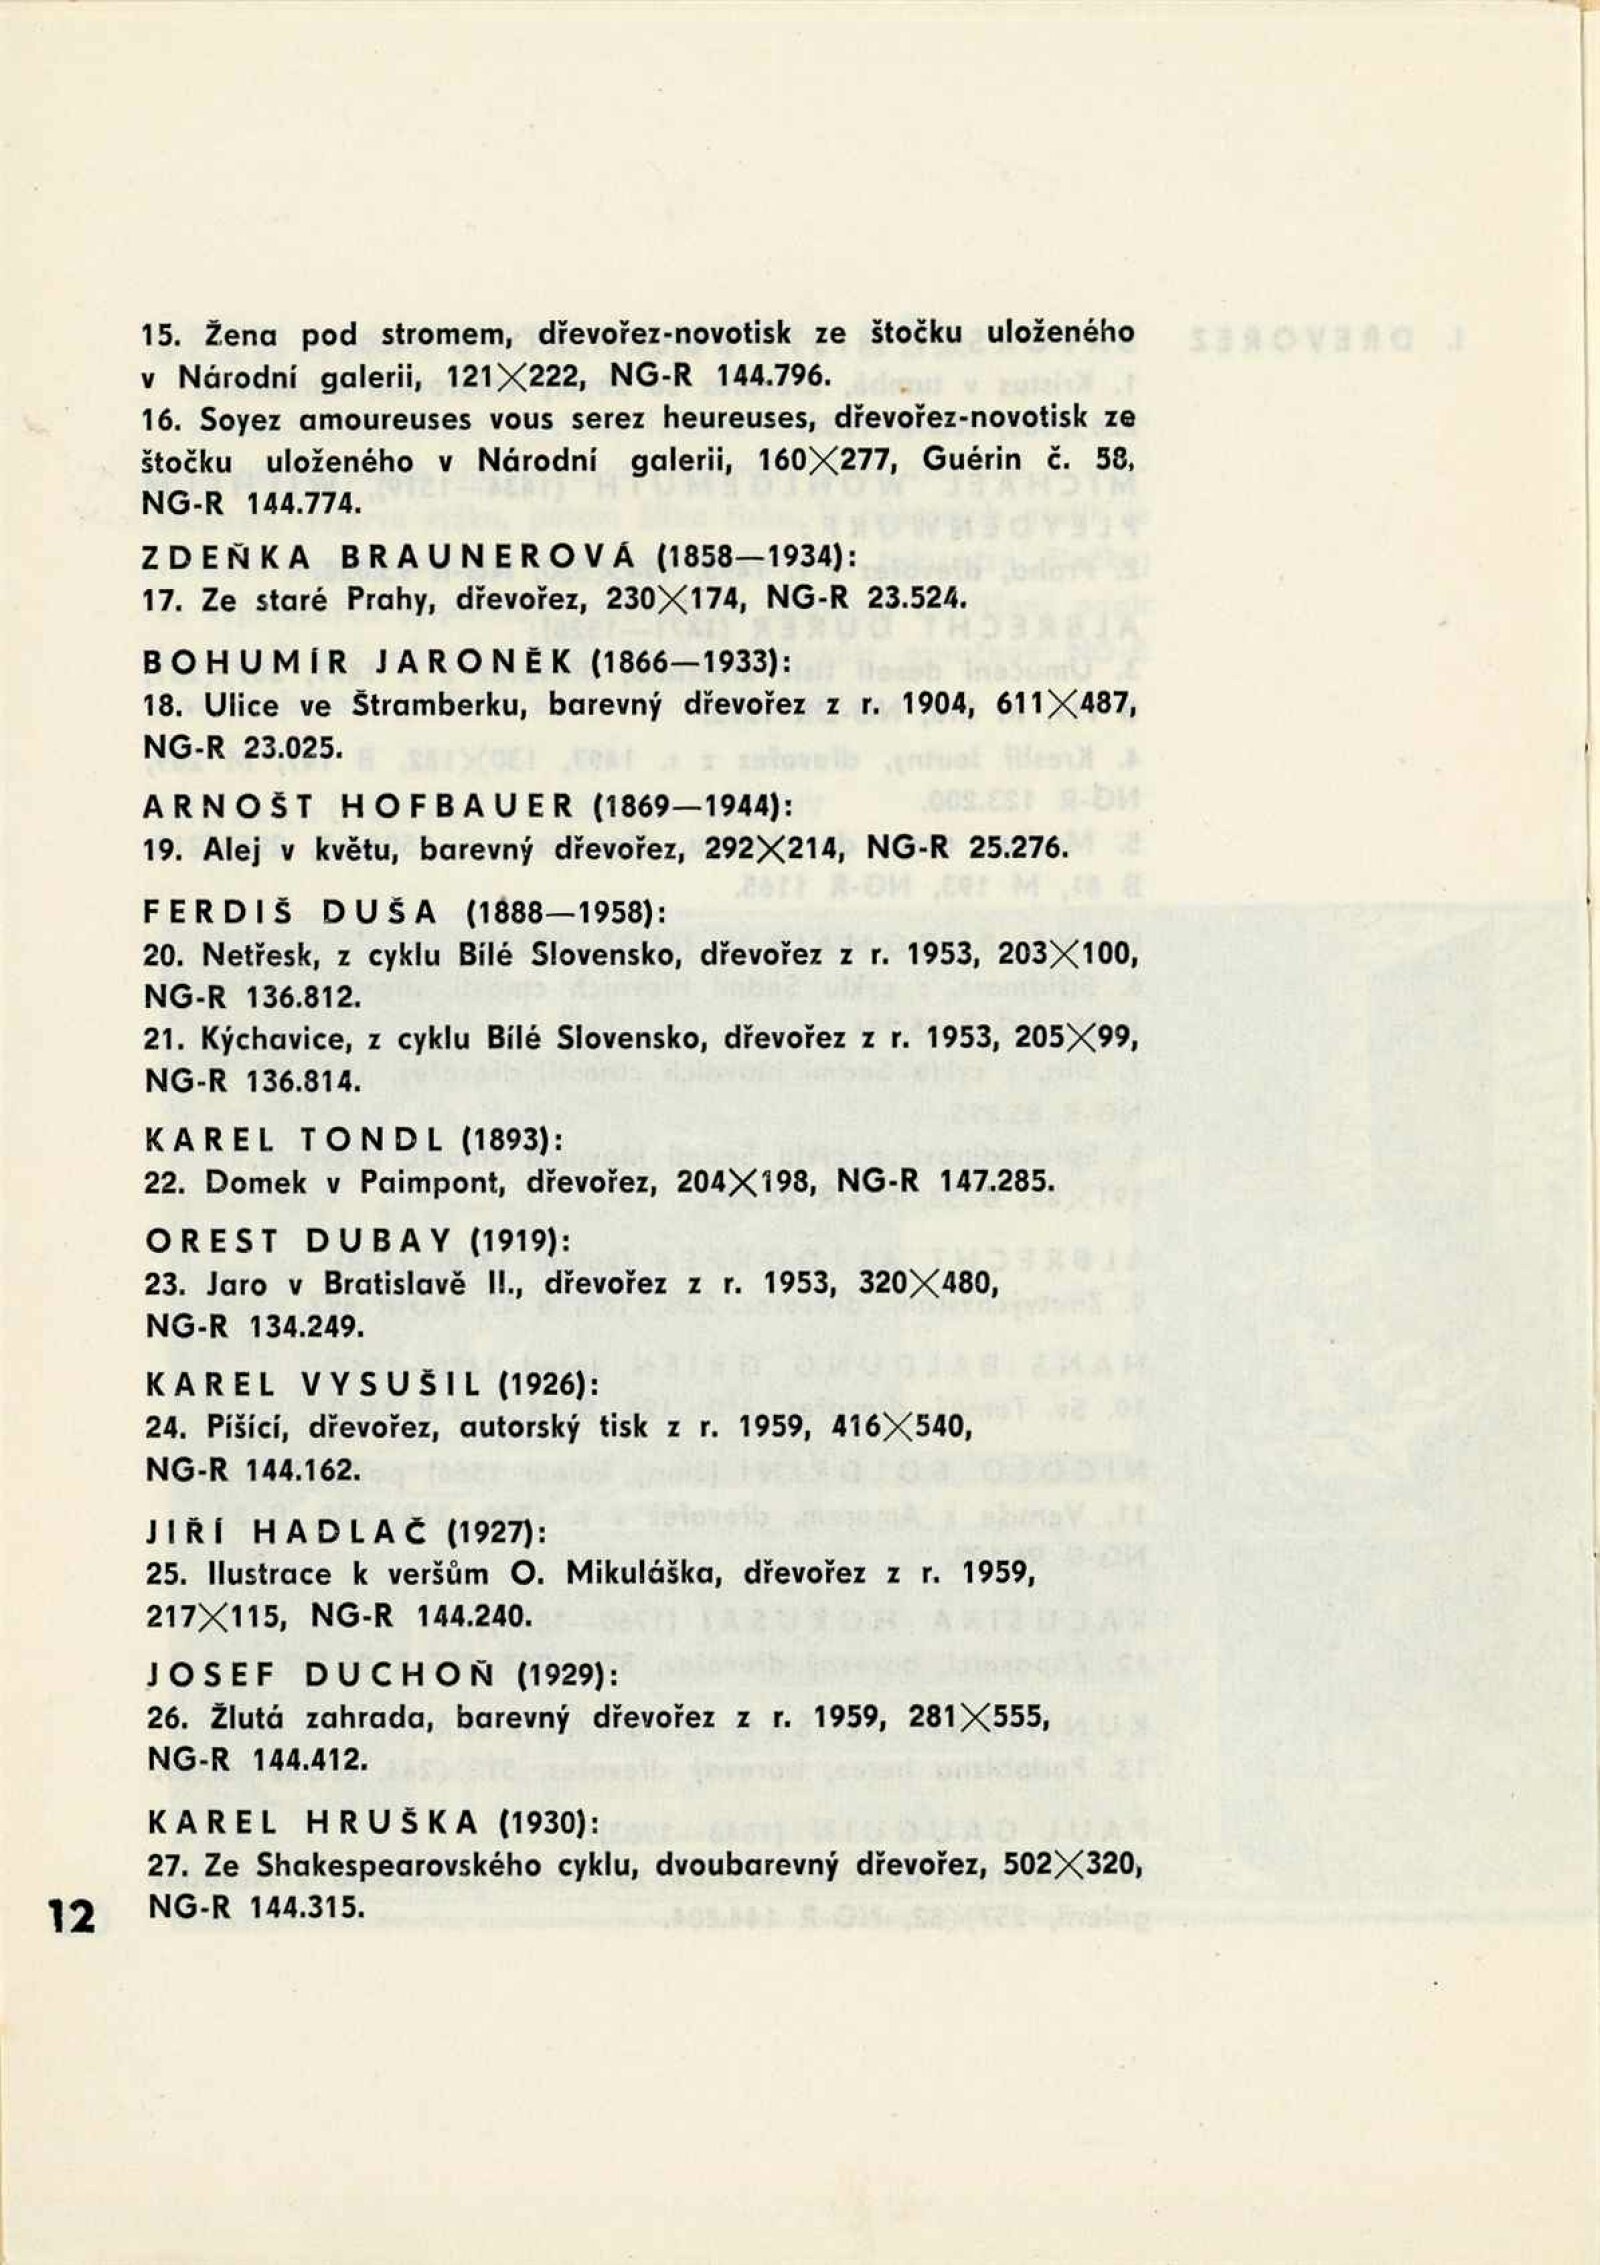 15. Žena pod stromem, dřevořez-novotisk ze štočku uloženého
v Národní galerii, 121×222, NG-R 144.796.
16. Soyez amoureuses vous serez heureuses, dřevořez-novotisk ze
štočku uloženého v Národní galerii, 160×277, Guérin č. 58,
NG-R 144.774.
ZDEŇKA BRAUNEROVÁ (1858—1934):
17. Ze staré Prahy, dřevořez, 230×174, NG-R 23.524.
BOHUMÍR JARONĚK (1866—1933):
18. Ulice ve Štramberku, barevný dřevořez z r. 1904, 611×487,
NG-R 23.025.
ARNOŠT HOFBAUER (1869—1944):
19. Alej v květu, barevný dřevořez, 292×214, NG-R 25.276.
FERDIŠ DUŠA (1888—1958):
20. Netřesk, z cyklu Bílé Slovensko, dřevořez z r. 1953, 203×100,
NG-R 136.812.
21. Kýchavice, z cyklu Bílé Slovensko, dřevořez z r. 1953, 205×99,
NG-R 136.814.
KAREL TONDL (1893):
22. Domek v Paimpont, dřevořez, 204×198, NG-R 147.285.
OREST DUBAY (1919):
23. Jaro v Bratislavě II., dřevořez z r. 1953, 320×480,
NG-R 134.249.
KAREL VYSUŠIL (1926):
24. Píšící, dřevořez, autorský tisk z r. 1959, 416×540,
NG-R 144.162.
JIŘÍ HADLAČ (1927):
25. Ilustrace k veršům O. Mikuláška, dřevořez z r. 1959,
217×115, NG-R 144.240.
JOSEF DUCHOŇ (1929):
26. Žlutá zahrada, barevný dřevořez z r. 1959, 281×555,
NG-R 144.412.
KAREL HRUŠKA (1930):
27. Ze Shakespearovského cyklu, dvoubarevný dřevořez, 502×320,
NG-R 144.315.
12